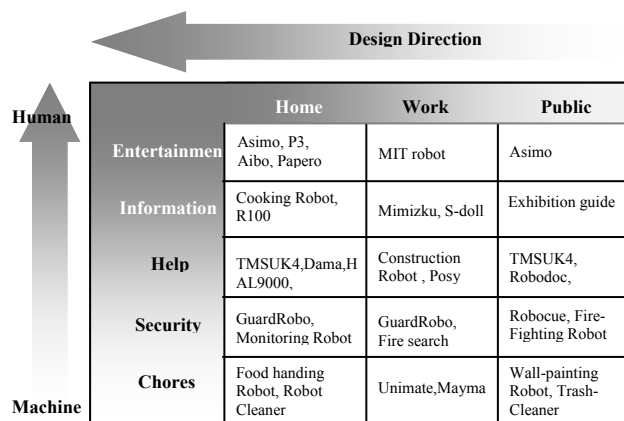 Design Direction
Human
Home Work Public
Entertainmen
Asimo, P3,
Aibo, Papero
MIT robot
Asimo
Information
Cooking Robot,
R100
Mimizku, S-doll
Exhibition guide
Help
TMSUK4,Dama,H
AL9000,
Construction
Robot , Posy
TMSUK4,
Robodoc,
Security
GuardRobo,
Monitoring Robot
GuardRobo,
Fire search
Robocue, Fire-
Fighting Robot
Chores
Food handing
Robot, Robot
Cleaner
Unimate,Mayma
Wall-painting
Robot, Trash-
Cleaner
Machine